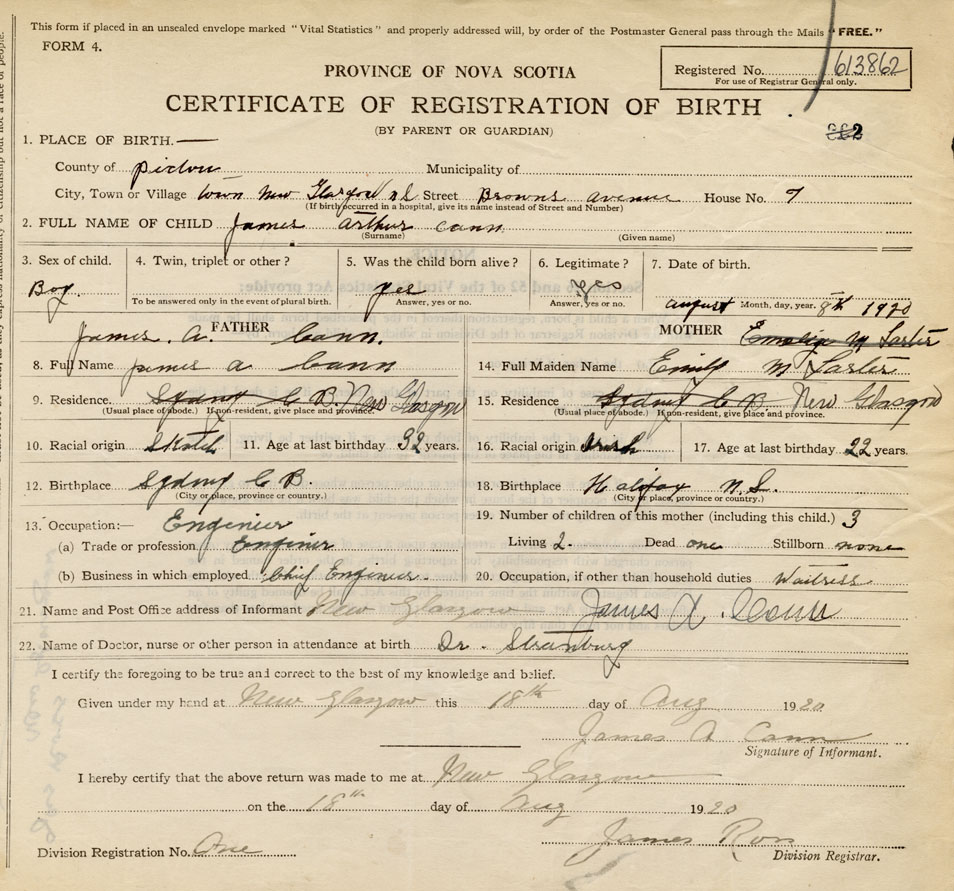 This form if placed in an unsealed envelope marked "Vital Statistics" and properly addressed will, by order of the Postmaster General pass through the Mails "FREE."
FORM 4.
Registered No. 613862
For use of Registrar General only.
PROVINCE OF NOVA SCOTIA
CERTIFICATE OF REGISTRATION OF BIRTH
(BY PARENT OR GUARDIAN)
1. PLACE OF BIRTH.—
County of Pictou Municipality of
City, Town or Village town New Glasgow N S Street Browns avenue House No. 7
(If birth occurred in a hospital, give its name instead of Street and Number)
2. FULL NAME OF CHILD James Arthur Cann
(Surname) (Given name)
3. Sex of child. 4. Twin, triplet or other? 5. Was the child born alive? 6. Legitimate? 7. Date of birth.
Boy. yes yes
To be answered only in the event of plural birth. Answer, yes or no. Answer, yes or no. august Month, day, year, 8th 1920
FATHER MOTHER
James. A. Cann. M Larter
8. Full Name James a Cann 14. Full Maiden Name Emily M Larter
9. Residence. Sydney C B. New Glasgow 15. Residence. Sydney C B. New Glasgow
(Usual place of abode.) If non-resident, give place and province. (Usual place of abode.) If non-resident, give place and province.
10. Racial origin Skotch 11. Age at last birthday 32 years. 16. Racial origin Irish 17. Age at last birthday 22 years.
12. Birthplace Sydney C B. 18. Birthplace Halifax N.S.
(City or place, province or country.) (City or place, province or country.)
13. Occupation:— Engineer 19. Number of children of this mother (including this child.) 3
(a) Trade or profession Enginer Living 2. Dead one Stillborn none
(b) Business in which employed Chief Engineer. 20. Occupation, if other than household duties Waitress
21. Name and Post Office address of Informant New Glasgow James A Cann
22. Name of Doctor, nurse or other person in attendance at birth Dr.
I certify the foregoing to be true and correct to the best of my knowledge and belief.
Given under my hand at New Glasgow this 18th day of Aug 1920
James A Cann
Signature of Informant.
I hereby certify that the above return was made to me at New Glasgow
on the 18th day of Aug 1920
James Ross
Division Registration No. One Division Registrar.